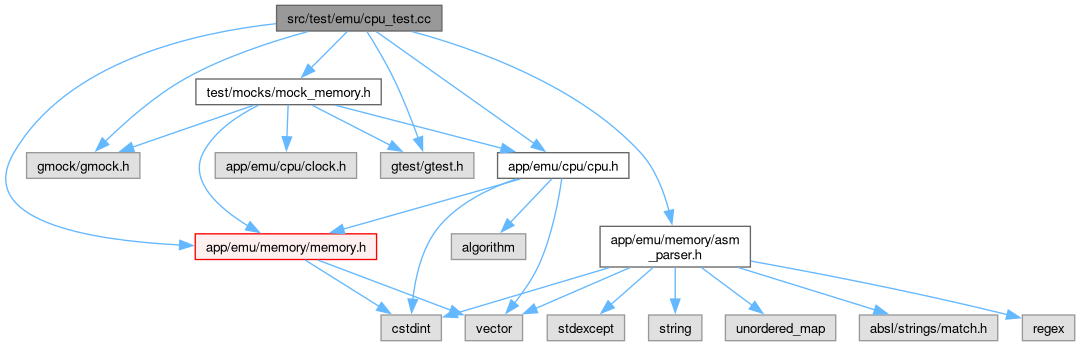 src/test/emu/cpu_test.cc
test/mocks/mock_memory.h
gmock/gmock.h
app/emu/cpu/clock.h
gtest/gtest.h
app/emu/cpu/cpu.h
app/emu/memory/memory.h
algorithm
app/emu/memory/asm
_parser.h
cstdint
vector
stdexcept
string
unordered_map
absl/strings/match.h
regex